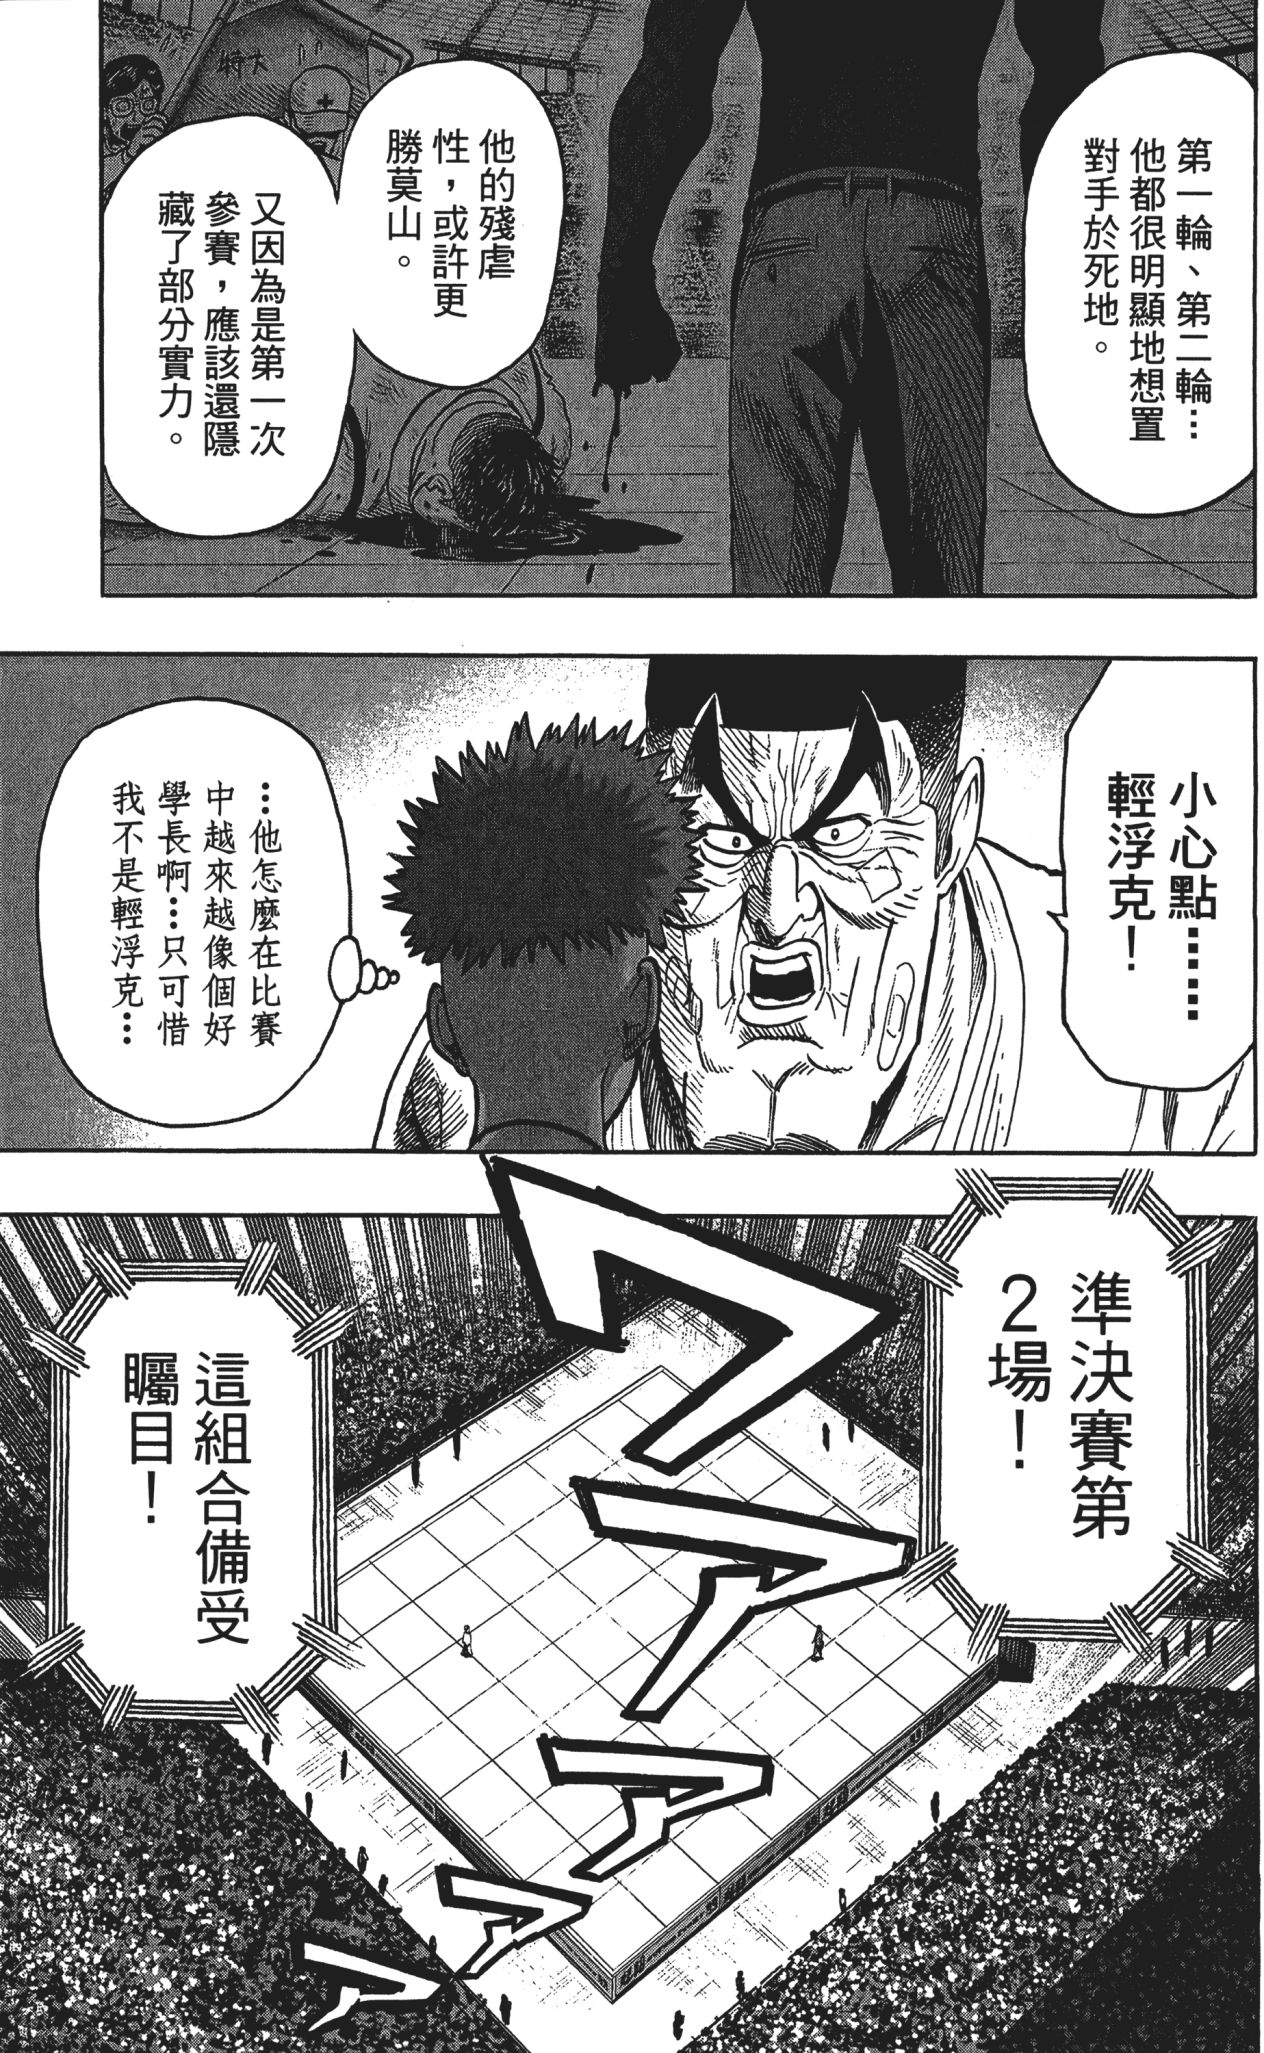 第一輪、第二輪…
他都很明顯地想置
對手於死地。
他的殘虐
性，或許更
勝莫山。
又因為是第一次
參賽，應該還隱
藏了部分實力。
特大
小心點……
輕浮克！
…他怎麼在比賽
中越來越像個好
學長啊…只可惜
我不是輕浮克…
準決賽第
2場！
這組合備受
矚目！
ワアアアア